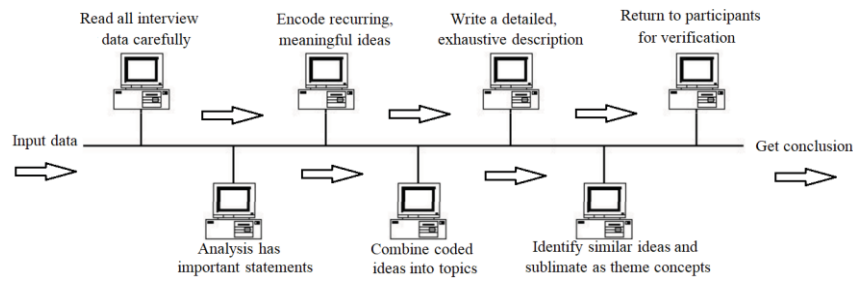 Read all interview
data carefully
Encode recurring,
meaningful ideas
Write a detailed,
exhaustive description
Return to participants
for verification
Input data
Get conclusion
Analysis has
important statements
Combine coded
ideas into topics
Identify similar ideas and
sublimate as theme concepts